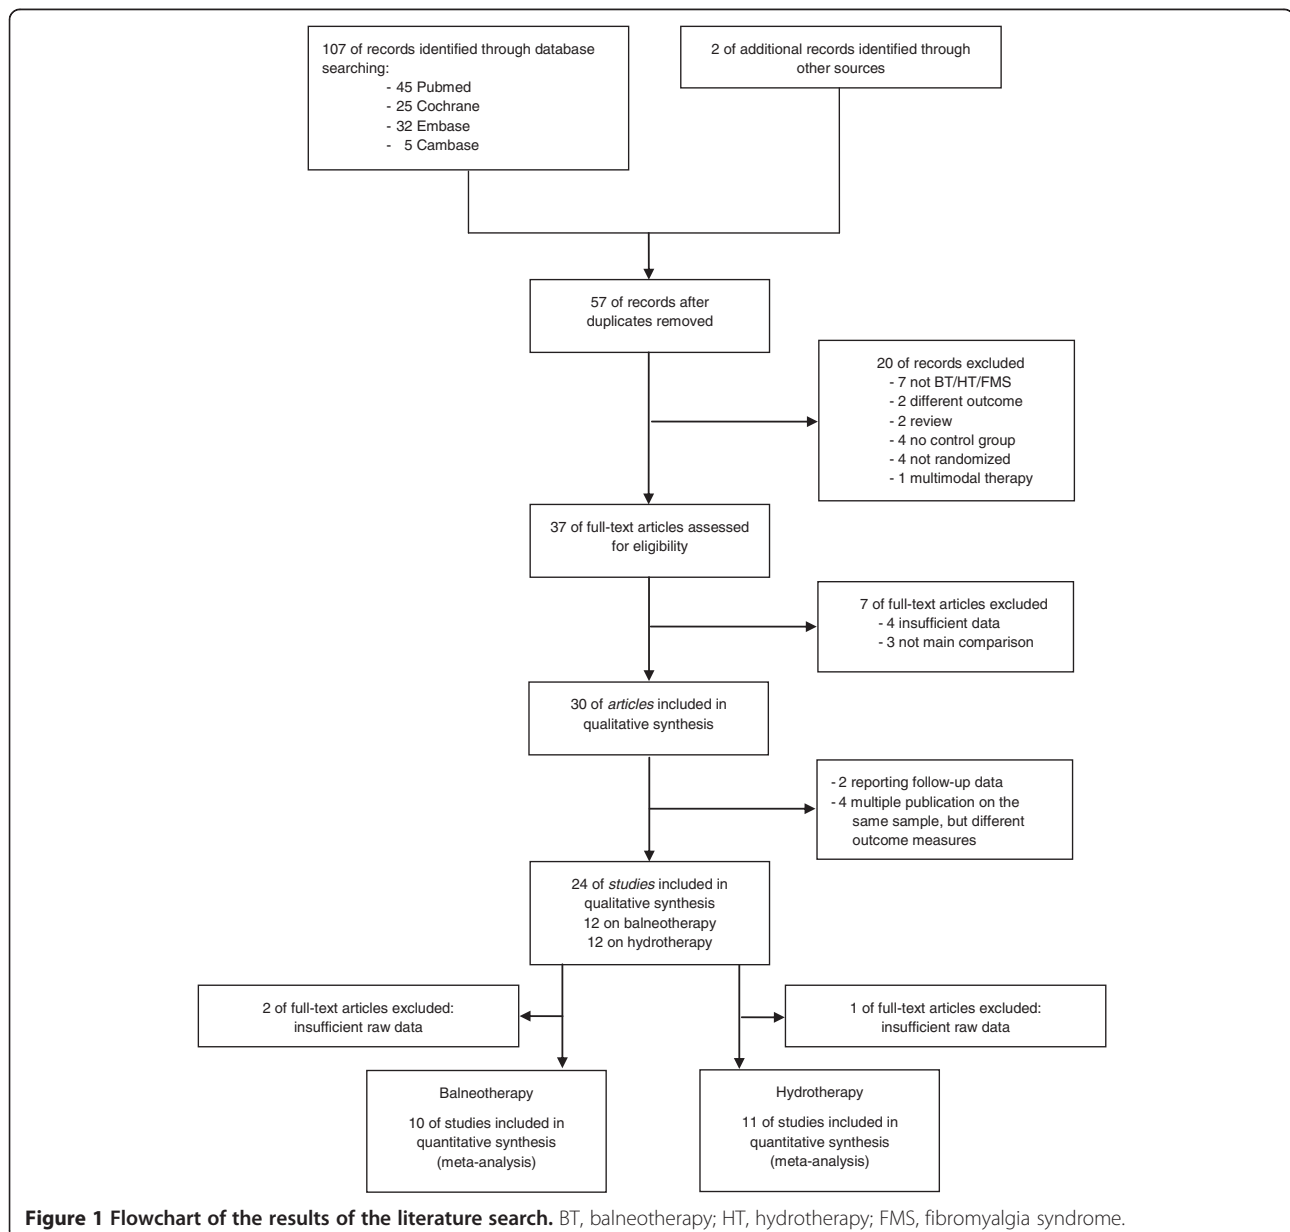 107 of records identified through database
searching:
- 45 Pubmed
- 25 Cochrane
- 32 Embase
- 5 Cambase
2 of additional records identified through
other sources
57 of records after
duplicates removed
20 of records excluded
- 7 not BT/HT/FMS
- 2 different outcome
- 2 review
- 4 no control group
- 4 not randomized
- 1 multimodal therapy
37 of full-text articles assessed
for eligibility
7 of full-text articles excluded
- 4 insufficient data
- 3 not main comparison
30 of articles included in
qualitative synthesis
- 2 reporting follow-up data
- 4 multiple publication on the
same sample, but different
outcome measures
24 of studies included in
qualitative synthesis
12 on balneotherapy
12 on hydrotherapy
2 of full-text articles excluded:
insufficient raw data
1 of full-text articles excluded:
insufficient raw data
Balneotherapy
10 of studies included in
quantitative synthesis
(meta-analysis)
Hydrotherapy
11 of studies included in
quantitative synthesis
(meta-analysis)
Figure 1 Flowchart of the results of the literature search. BT, balneotherapy; HT, hydrotherapy; FMS, fibromyalgia syndrome.